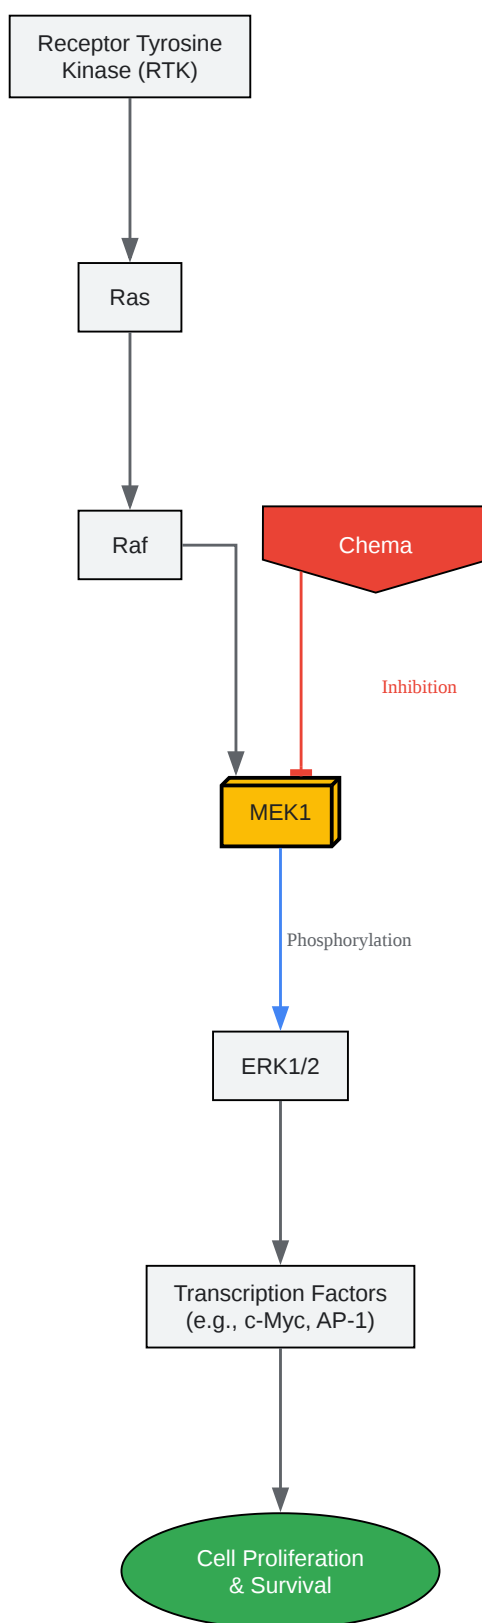 Receptor Tyrosine
Kinase (RTK)
Ras
Raf
Chema
Inhibition
MEK1
Phosphorylation
ERK1/2
Transcription Factors
(e.g., c-Myc, AP-1)
Cell Proliferation
& Survival